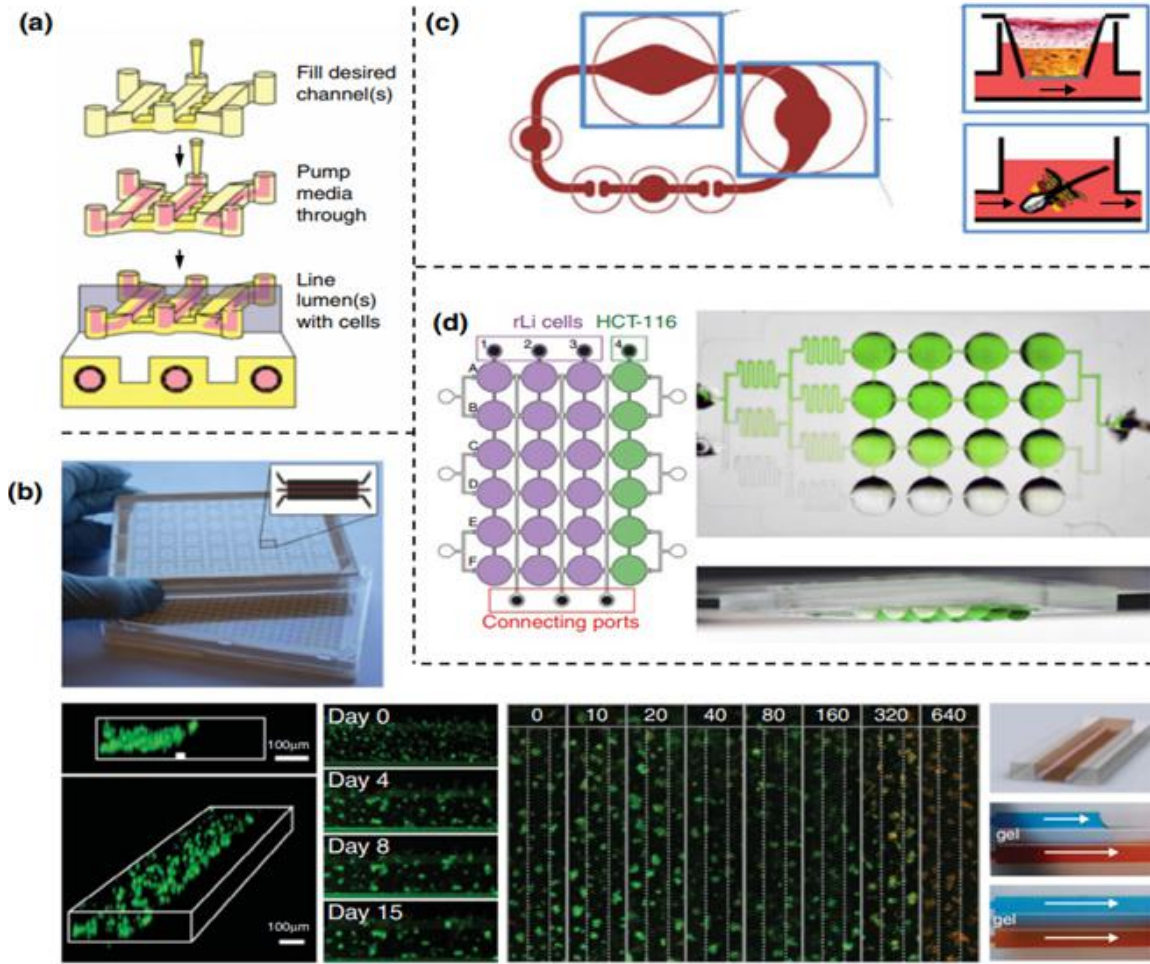 (a)
Fill desired
channel(s)
Pump
media
through
Line
lumen(s)
with cells
(b)
100μm
100μm
Day 0
Day 4
Day 8
Day 15
0 10 20 40 80 160 320 640
gel
gel
(c)
(d)
rLi cells HCT-116
1 2 3 4
A
B
C
D
E
F
Connecting ports